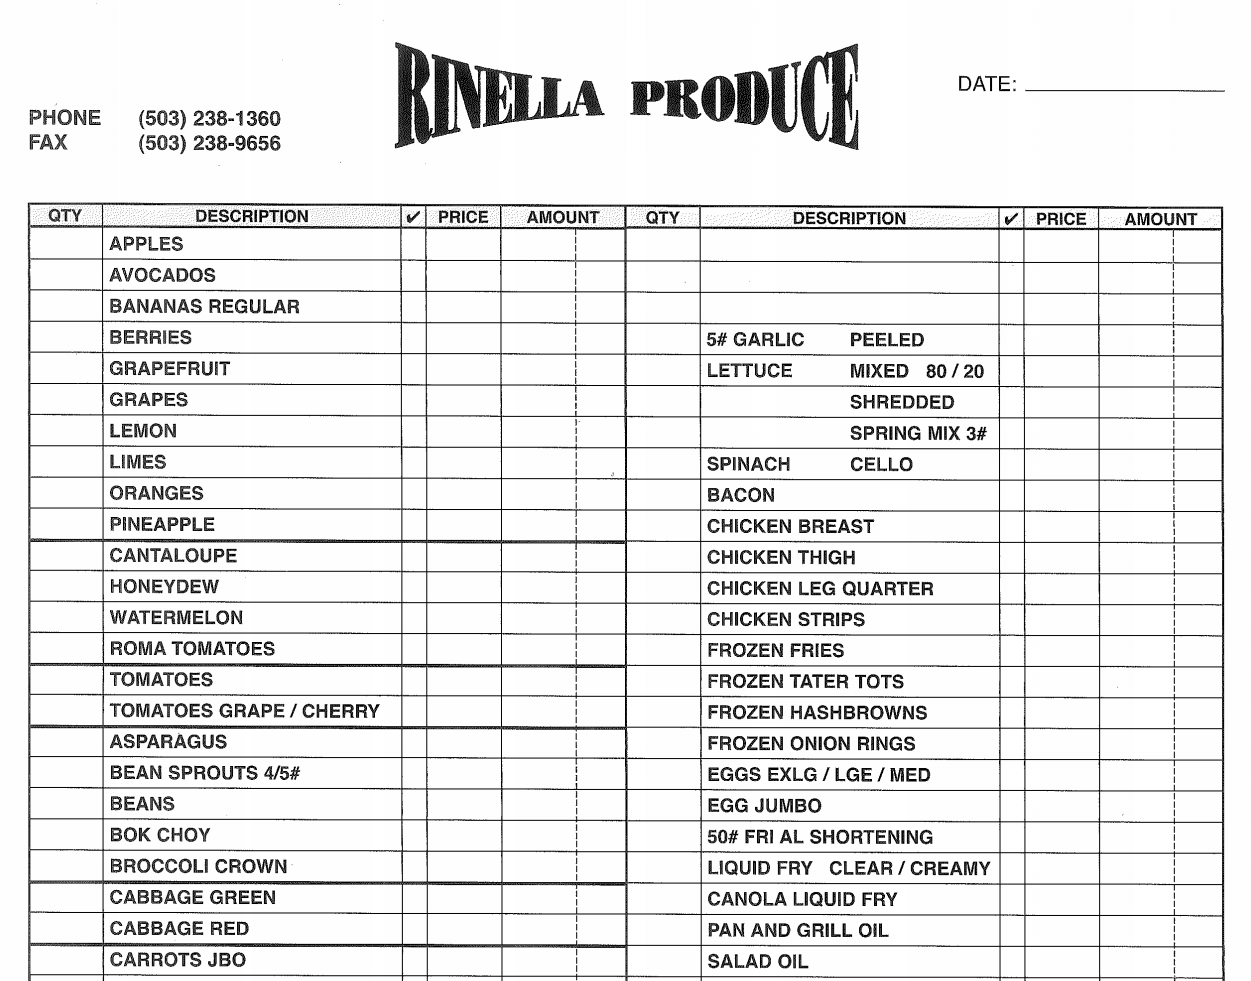 RINELLA PRODUCE
DATE:
PHONE (503) 238-1360
FAX (503) 238-9656
QTY DESCRIPTION ✔ PRICE AMOUNT QTY DESCRIPTION ✔ PRICE AMOUNT
APPLES
AVOCADOS
BANANAS REGULAR
BERRIES 5# GARLIC PEELED
GRAPEFRUIT LETTUCE MIXED 80 / 20
GRAPES SHREDDED
LEMON SPRING MIX 3#
LIMES SPINACH CELLO
ORANGES BACON
PINEAPPLE CHICKEN BREAST
CANTALOUPE CHICKEN THIGH
HONEYDEW CHICKEN LEG QUARTER
WATERMELON CHICKEN STRIPS
ROMA TOMATOES FROZEN FRIES
TOMATOES FROZEN TATER TOTS
TOMATOES GRAPE / CHERRY FROZEN HASHBROWNS
ASPARAGUS FROZEN ONION RINGS
BEAN SPROUTS 4/5# EGGS EXLG / LGE / MED
BEANS EGG JUMBO
BOK CHOY 50# FRI AL SHORTENING
BROCCOLI CROWN LIQUID FRY CLEAR / CREAMY
CABBAGE GREEN CANOLA LIQUID FRY
CABBAGE RED PAN AND GRILL OIL
CARROTS JBO SALAD OIL